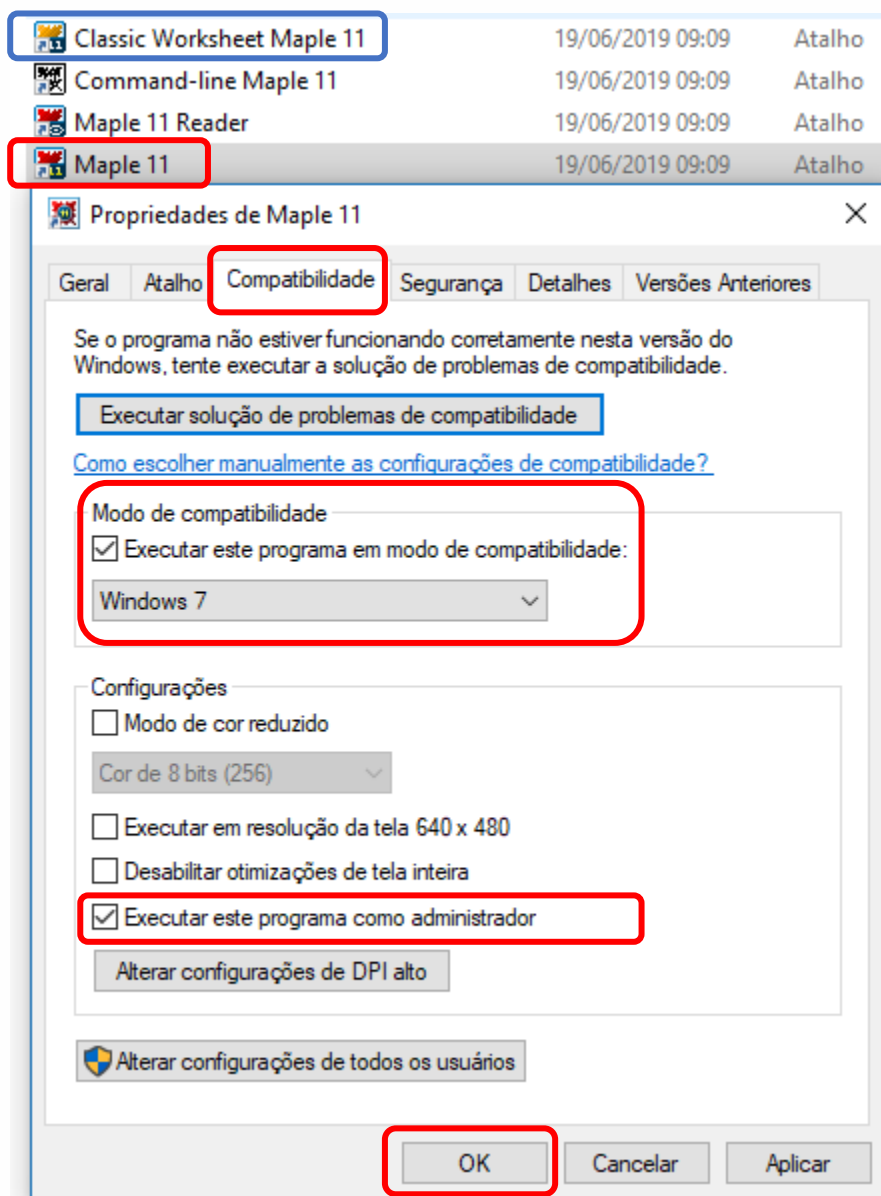 Classic Worksheet Maple 11 19/06/2019 09:09 Atalho
Command-line Maple 11 19/06/2019 09:09 Atalho
Maple 11 Reader 19/06/2019 09:09 Atalho
Maple 11 19/06/2019 09:09 Atalho
Propriedades de Maple 11
Geral Atalho Compatibilidade Segurança Detalhes Versões Anteriores
Se o programa não estiver funcionando corretamente nesta versão do
Windows, tente executar a solução de problemas de compatibilidade.
Executar solução de problemas de compatibilidade
Como escolher manualmente as configurações de compatibilidade?
Modo de compatibilidade
Executar este programa em modo de compatibilidade:
Windows 7
Configurações
Modo de cor reduzido
Cor de 8 bits (256)
Executar em resolução da tela 640 x 480
Desabilitar otimizações de tela inteira
Executar este programa como administrador
Alterar configurações de DPI alto
Alterar configurações de todos os usuários
OK Cancelar Aplicar